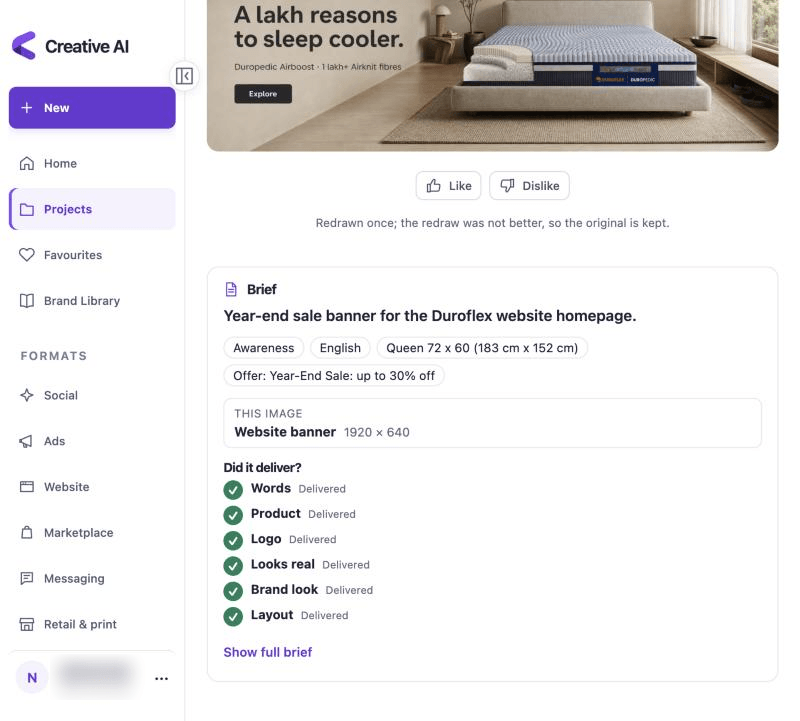 Creative AI
New
Home
Projects
Favourites
Brand Library
FORMATS
Social
Ads
Website
Marketplace
Messaging
Retail & print
N
A lakh reasons
to sleep cooler.
Duropedic Airboost · 1 lakh+ Airknit fibres
Explore
DUROFLEX | DUROPEDIC
Like
Dislike
Redrawn once; the redraw was not better, so the original is kept.
Brief
Year-end sale banner for the Duroflex website homepage.
Awareness English Queen 72 x 60 (183 cm x 152 cm)
Offer: Year-End Sale: up to 30% off
THIS IMAGE
Website banner 1920 × 640
Did it deliver?
Words Delivered
Product Delivered
Logo Delivered
Looks real Delivered
Brand look Delivered
Layout Delivered
Show full brief